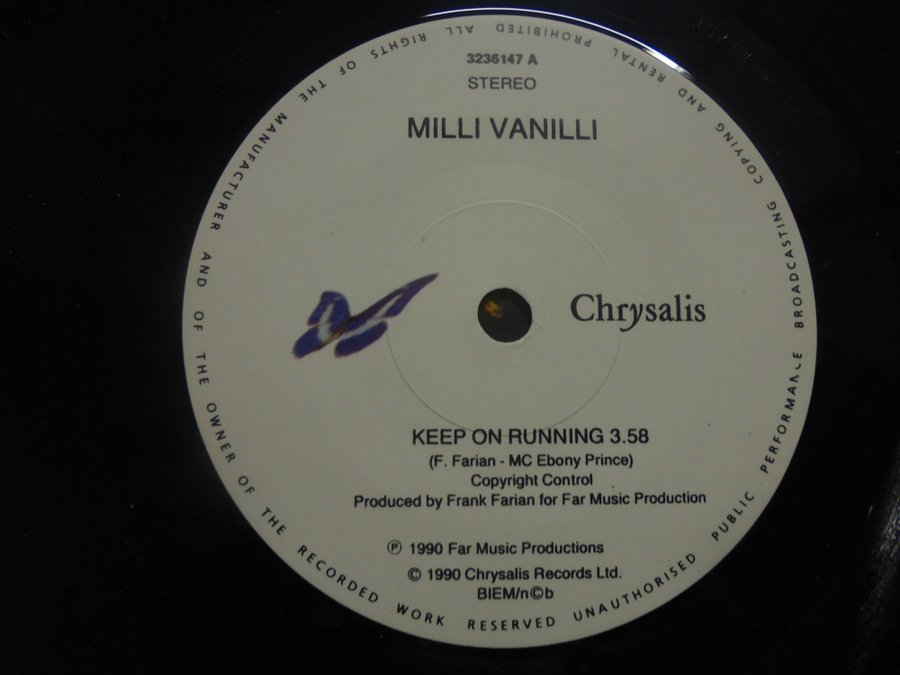 3236147 A
STEREO
MILLI VANILLI
Chrysalis
KEEP ON RUNNING 3.58
(F. Farian - MC Ebony Prince)
Copyright Control
Produced by Frank Farian for Far Music Production
Ⓟ 1990 Far Music Productions
© 1990 Chrysalis Records Ltd.
BIEM/n©b
ALL RIGHTS OF THE MANUFACTURER AND OF THE OWNER OF THE RECORDED WORK RESERVED UNAUTHORISED PUBLIC PERFORMANCE BROADCASTING COPYING AND RENTAL PROHIBITED